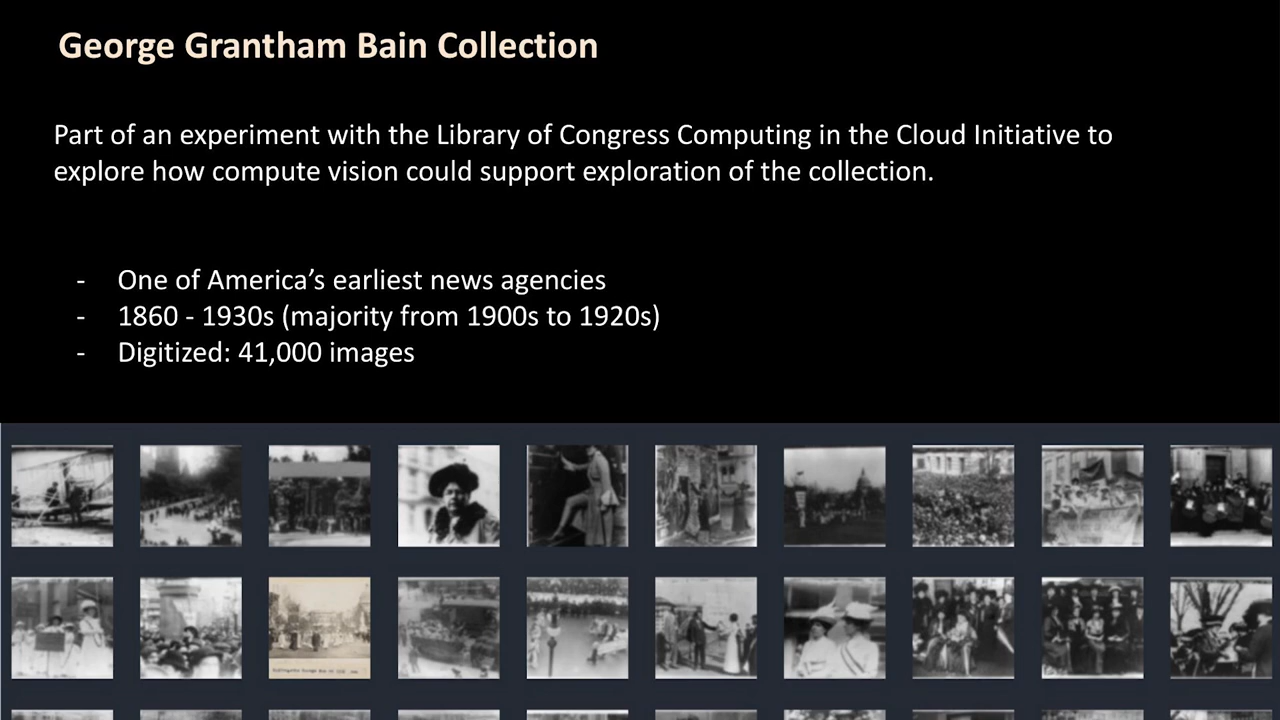 George Grantham Bain Collection
Part of an experiment with the Library of Congress Computing in the Cloud Initiative to
explore how compute vision could support exploration of the collection.
- One of America’s earliest news agencies
- 1860 - 1930s (majority from 1900s to 1920s)
- Digitized: 41,000 images